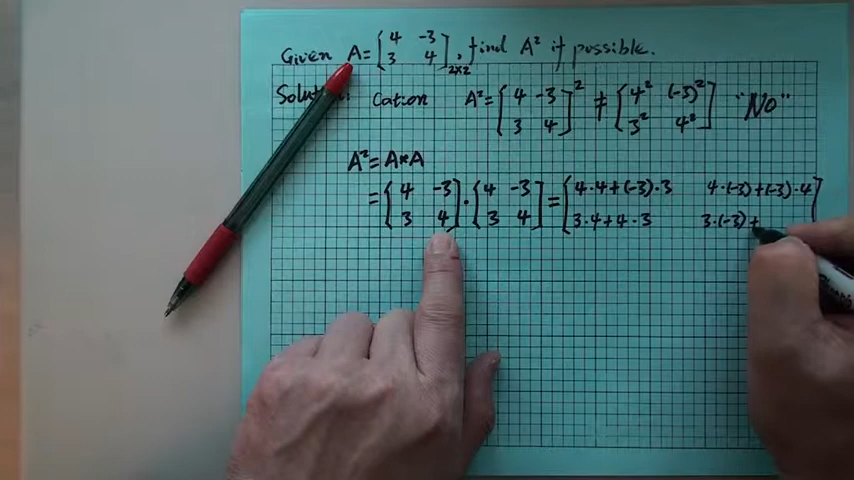 Given A = [4 -3 3 4]2×2, find A² if possible.
Solution: Cation A² = [4 -3 3 4]² ≠ [4² (-3)² 3² 4²] "No"
A² = A*A
= [4 -3 3 4] · [4 -3 3 4] = [4·4+(-3)·3 4·(-3)+(-3)·4
3·4+4·3 3·(-3)+]